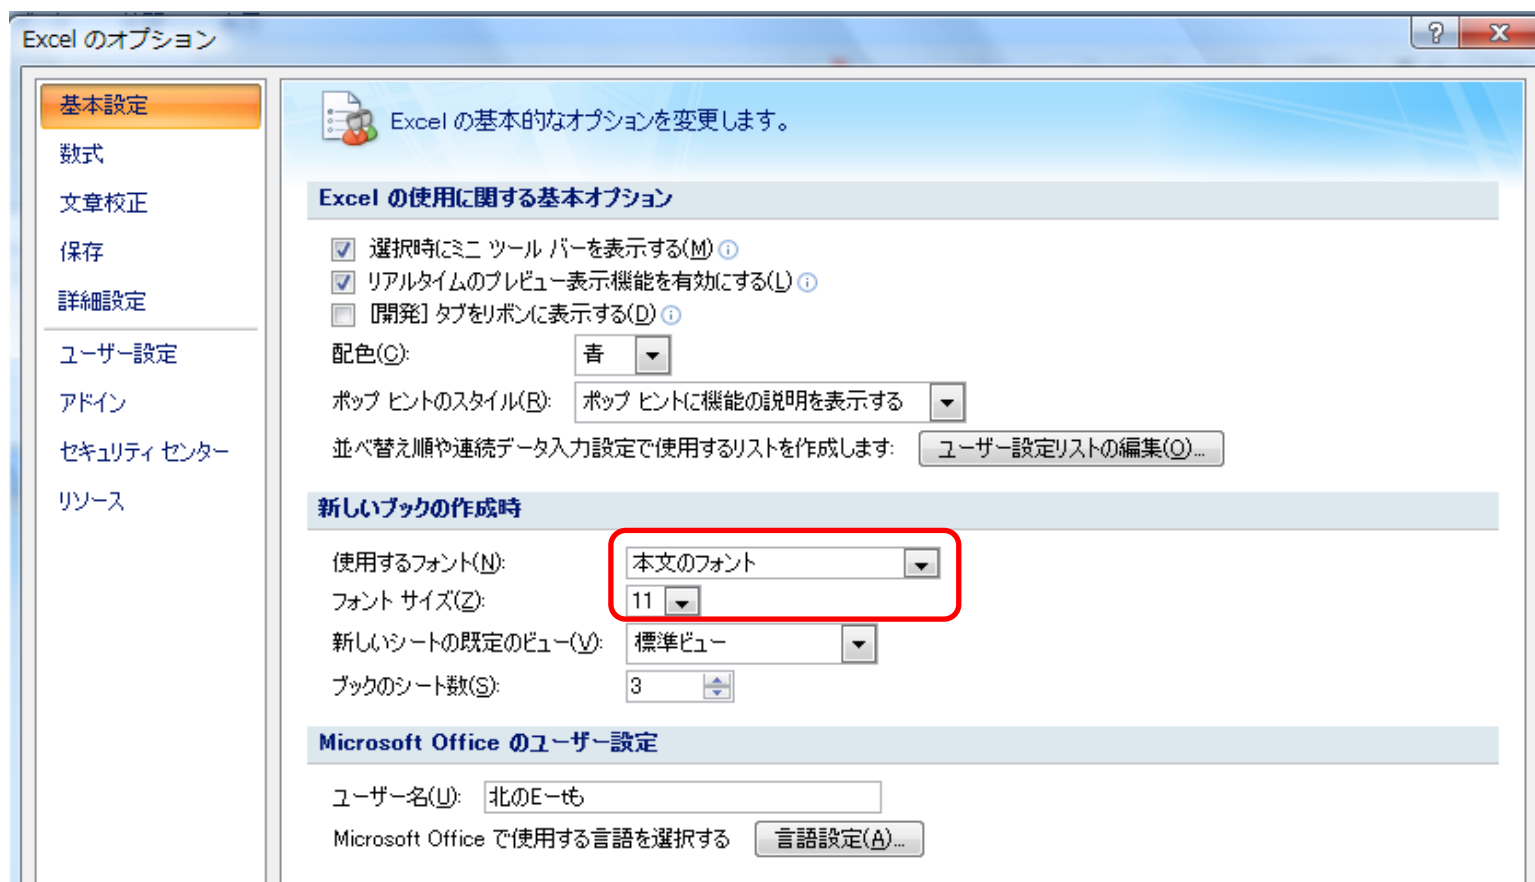 Excel のオプション
基本設定
数式
文章校正
保存
詳細設定
ユーザー設定
アドイン
セキュリティ センター
リソース
Excel の基本的なオプションを変更します。
Excel の使用に関する基本オプション
選択時にミニ ツール バーを表示する(M)
リアルタイムのプレビュー表示機能を有効にする(L)
[開発] タブをリボンに表示する(D)
配色(C): 青
ポップ ヒントのスタイル(R): ポップ ヒントに機能の説明を表示する
並べ替え順や連続データ入力設定で使用するリストを作成します: ユーザー設定リストの編集(O)...
新しいブックの作成時
使用するフォント(N): 本文のフォント
フォント サイズ(Z): 11
新しいシートの既定のビュー(V): 標準ビュー
ブックのシート数(S): 3
Microsoft Office のユーザー設定
ユーザー名(U): 北のEーtも
Microsoft Office で使用する言語を選択する 言語設定(A)...